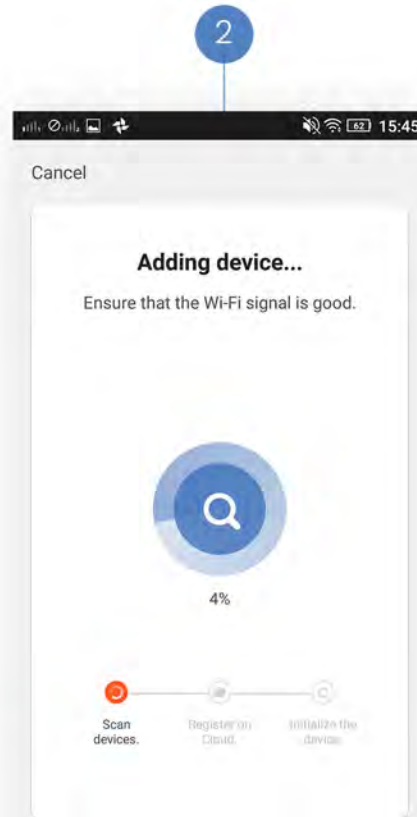 2
62 15:45
Cancel
Adding device...
Ensure that the Wi-Fi signal is good.
4%
Scan
devices.
Register on
Cloud.
Initialize the
device.